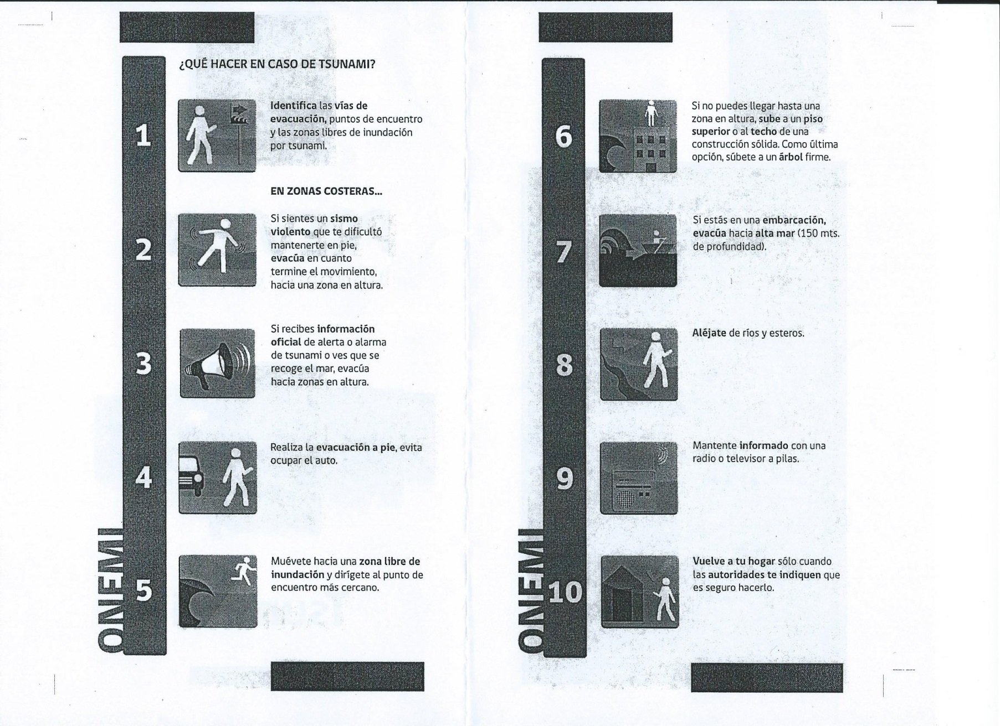 ¿QUÉ HACER EN CASO DE TSUNAMI?
1
Identifica las vías de
evacuación, puntos de encuentro
y las zonas libres de inundación
por tsunami.
EN ZONAS COSTERAS...
2
Si sientes un sismo
violento que te dificultó
mantenerte en pie,
evacúa en cuanto
termine el movimiento,
hacia una zona en altura.
3
Si recibes información
oficial de alerta o alarma
de tsunami o ves que se
recoge el mar, evacúa
hacia zonas en altura.
4
Realiza la evacuación a pie, evita
ocupar el auto.
5
Muévete hacia una zona libre de
inundación y dirígete al punto de
encuentro más cercano.
ONEMI
6
Si no puedes llegar hasta una
zona en altura, sube a un piso
superior o al techo de una
construcción sólida. Como última
opción, súbete a un árbol firme.
7
Si estás en una embarcación,
evacúa hacia alta mar (150 mts.
de profundidad).
8
Aléjate de ríos y esteros.
9
Mantente informado con una
radio o televisor a pilas.
10
Vuelve a tu hogar sólo cuando
las autoridades te indiquen que
es seguro hacerlo.
ONEMI